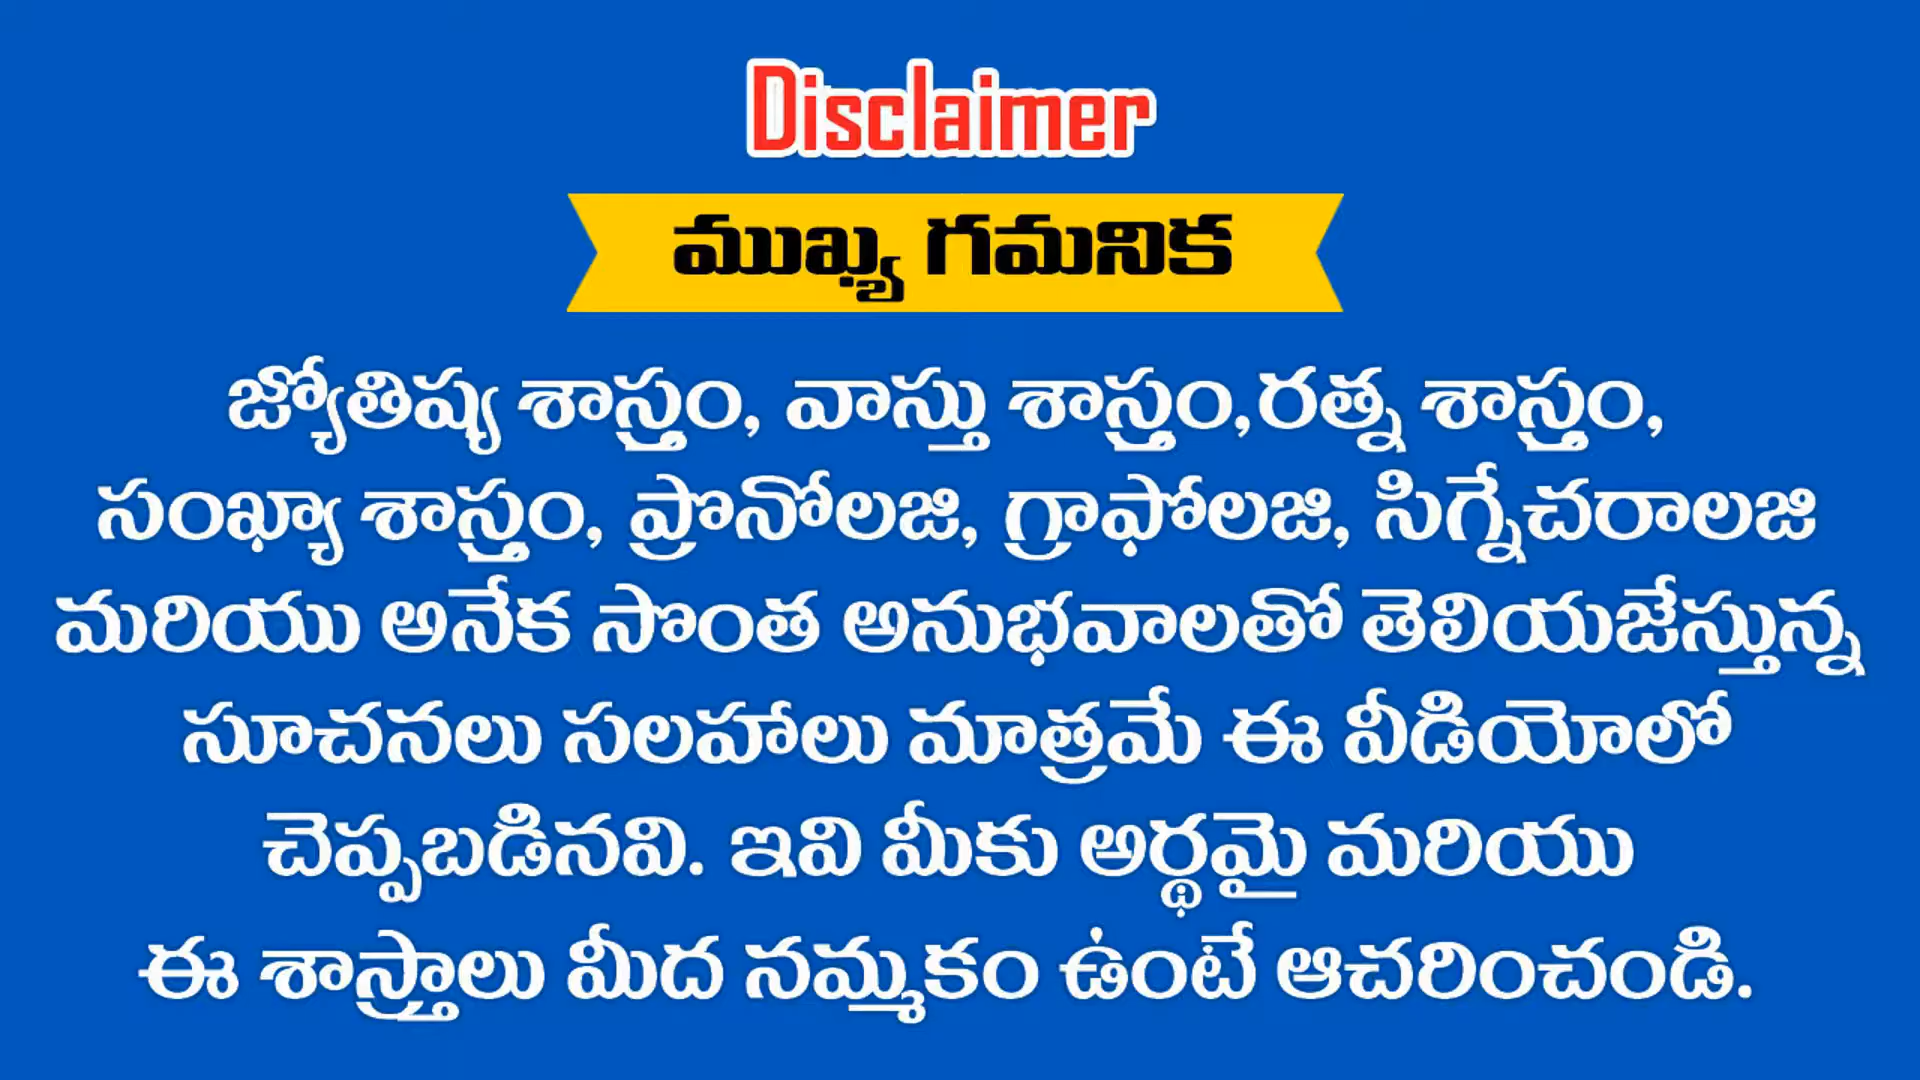 Disclaimer
ముఖ్య గమనిక
జ్యోతిష్య శాస్త్రం, వాస్తు శాస్త్రం,రత్న శాస్త్రం,
సంఖ్యా శాస్త్రం, ప్రొనోలజి, గ్రాఫోలజి, సిగ్నేచరాలజి
మరియు అనేక సొంత అనుభవాలతో తెలియజేస్తున్న
సూచనలు సలహాలు మాత్రమే ఈ వీడియోలో
చెప్పబడినవి. ఇవి మీకు అర్థమై మరియు
ఈ శాస్త్రాలు మీద నమ్మకం ఉంటే ఆచరించండి.